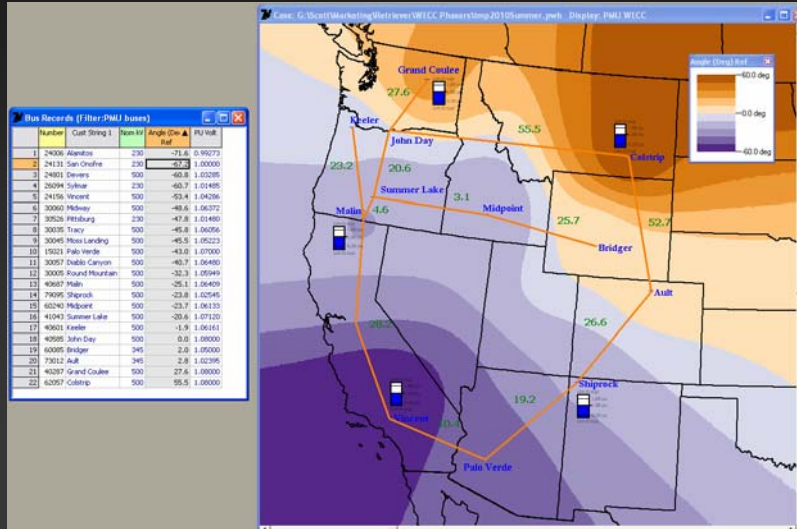 Case: G:\Scott\Marketing\Retriever\WECC Phasors\tmp2010Summer.pwb Display: PMU WECC
Angle (Deg) Ref
60.0 deg
0.0 deg
-60.0 deg
Grand Coulee
27.6
Keeler
John Day
55.5
Colstrip
23.2
20.6
Summer Lake
3.1
Malin
4.6
Midpoint
25.7
52.7
Bridger
Ault
28.2
26.6
Shiprock
19.2
Vincent
10.4
Palo Verde
Bus Records (Filter:PMU buses)
Number Cust String 1 Nom kV Angle (De Ref PU Volt
1 24006 Alamitos 230 -71.6 0.99273
2 24131 San Onofre 230 1.00000
3 24801 Devers 500 -60.8 1.03285
4 26094 Sylmar 230 -60.7 1.01485
5 24156 Vincent 500 -53.4 1.04286
6 30060 Midway 500 -48.6 1.06372
7 30526 Pittsburg 230 -47.8 1.01480
8 30035 Tracy 500 -45.8 1.06056
9 30045 Moss Landing 500 -45.5 1.05223
10 15021 Palo Verde 500 -43.0 1.07000
11 30057 Diablo Canyon 500 -40.7 1.06480
12 30005 Round Mountain 500 -32.3 1.05949
13 40687 Malin 500 -25.1 1.06409
14 79095 Shiprock 500 -23.8 1.02545
15 60240 Midpoint 500 -23.7 1.06133
16 41043 Summer Lake 500 -20.6 1.07120
17 40601 Keeler 500 -1.9 1.06161
18 40585 John Day 500 0.0 1.08000
19 60085 Bridger 345 2.0 1.05000
20 73012 Ault 345 2.8 1.02395
21 40287 Grand Coulee 500 27.6 1.08000
22 62057 Colstrip 500 55.5 1.08000